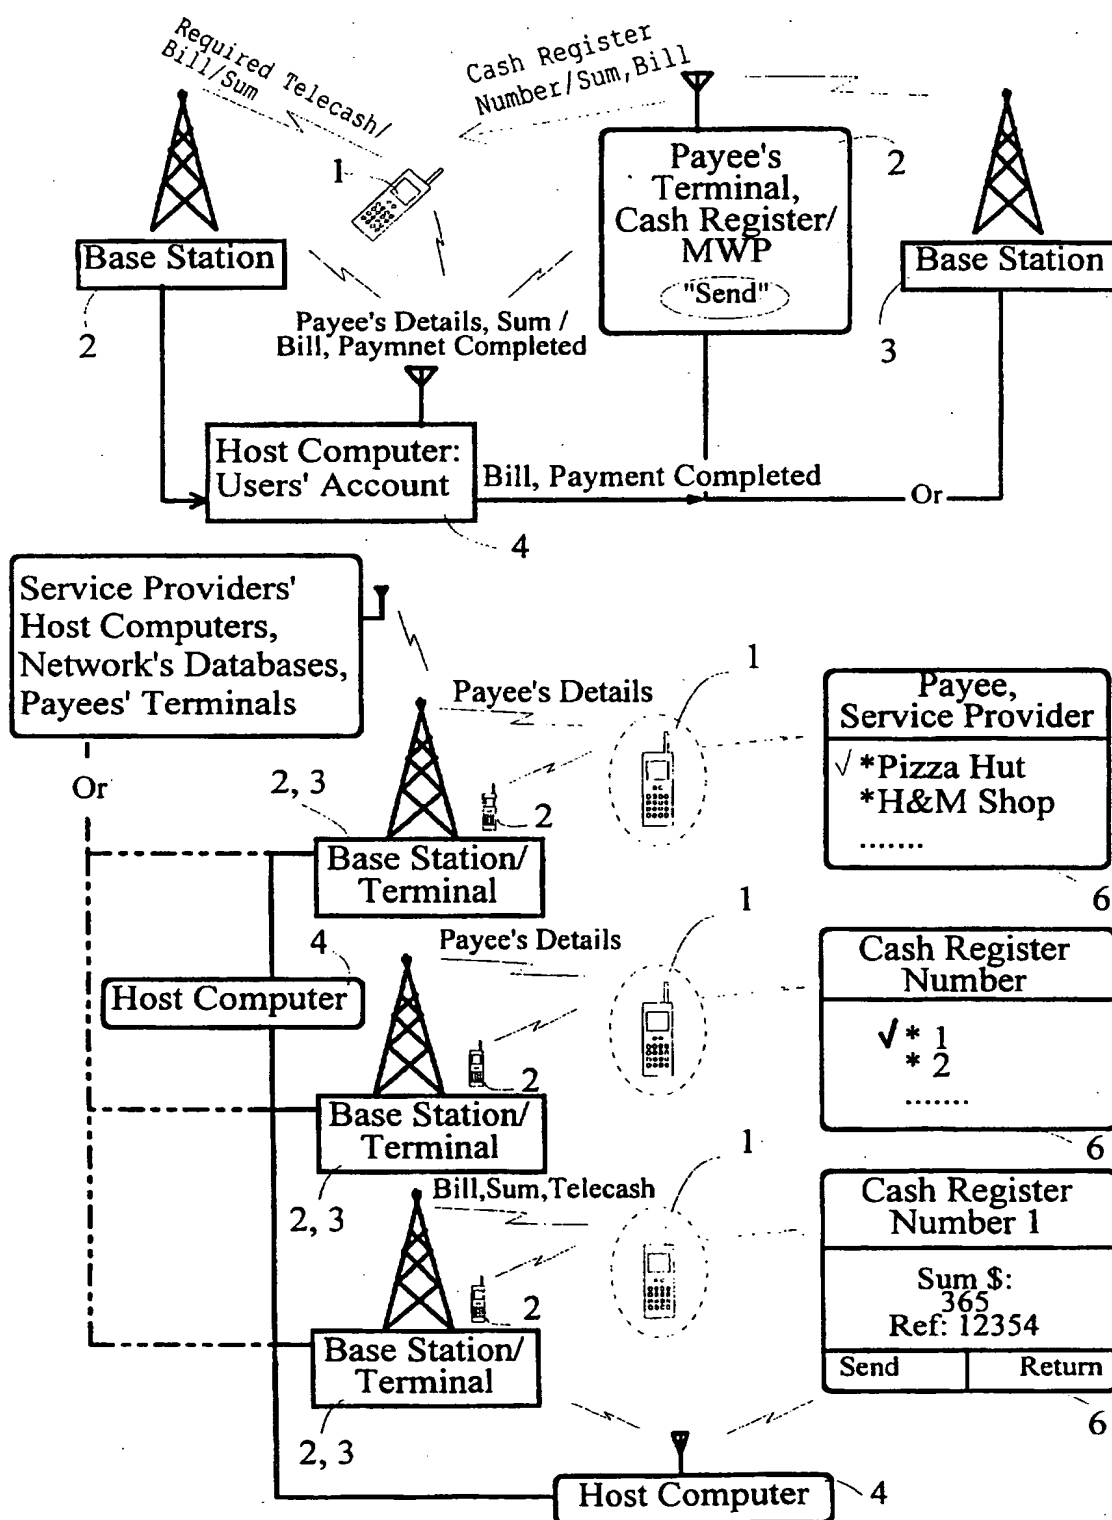 Required Telecash/
Bill/Sum
Cash Register
Number/Sum,Bill
1
2
Payee's
Terminal,
Cash Register/
MWP
"Send"
Base Station
2
Base Station
3
Payee's Details, Sum /
Bill, Paymnet Completed
Host Computer:
Users' Account
Bill, Payment Completed
Or
4
Service Providers'
Host Computers,
Network's Databases,
Payees' Terminals
Or
Payee's Details
1
Payee,
Service Provider
√ *Pizza Hut
*H&M Shop
.......
6
2, 3
2
Base Station/
Terminal
4
Host Computer
Payee's Details
1
Cash Register
Number
√ * 1
* 2
.......
6
2
Base Station/
Terminal
2, 3
Bill,Sum,Telecash
1
Cash Register
Number 1
Sum $:
365
Ref: 12354
Send Return
6
2
Base Station/
Terminal
2, 3
Host Computer
4